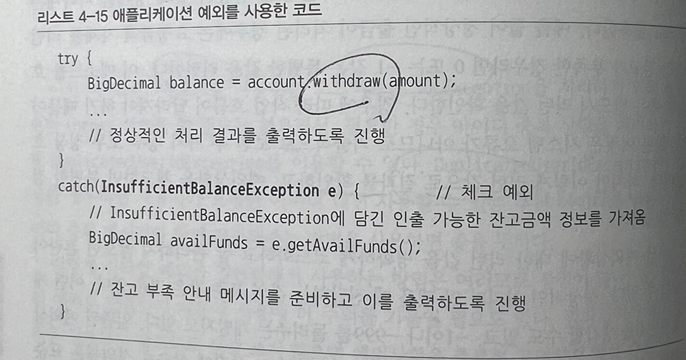 리스트 4-15 애플리케이션 예외를 사용한 코드
try {
BigDecimal balance = account.withdraw(amount);
...
// 정상적인 처리 결과를 출력하도록 진행
}
catch(InsufficientBalanceException e) { // 체크 예외
// InsufficientBalanceException에 담긴 인출 가능한 잔고금액 정보를 가져옴
BigDecimal availFunds = e.getAvailFunds();
...
// 잔고 부족 안내 메시지를 준비하고 이를 출력하도록 진행
}